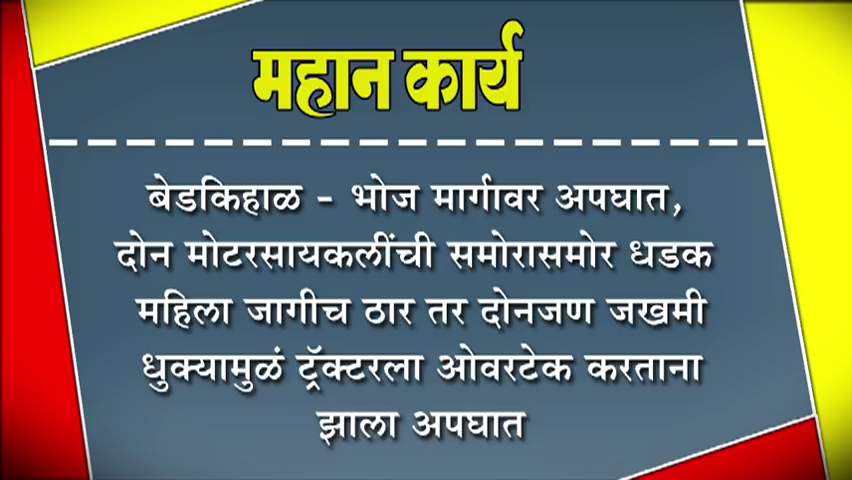 महान कार्य
बेडकिहाळ - भोज मार्गावर अपघात,
दोन मोटरसायकलींची समोरासमोर धडक
महिला जागीच ठार तर दोनजण जखमी
धुक्यामुळं ट्रॅक्टरला ओवरटेक करताना
झाला अपघात